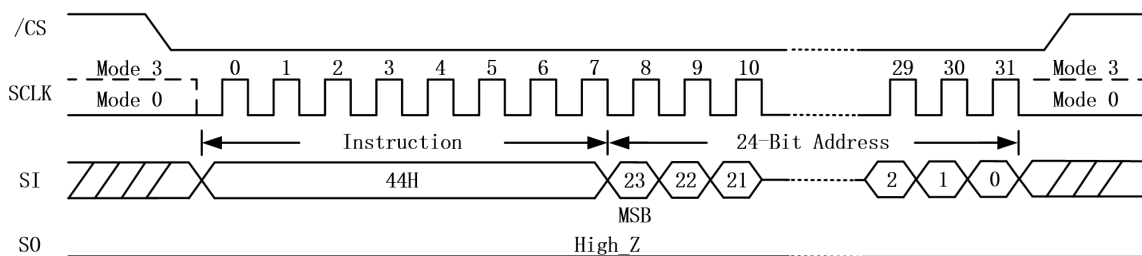 /CS
Mode 3 0 1 2 3 4 5 6 7 8 9 10 29 30 31 Mode 3
SCLK
Mode 0 Mode 0
Instruction 24-Bit Address
SI 44H 23 22 21 2 1 0
MSB
SO High_Z